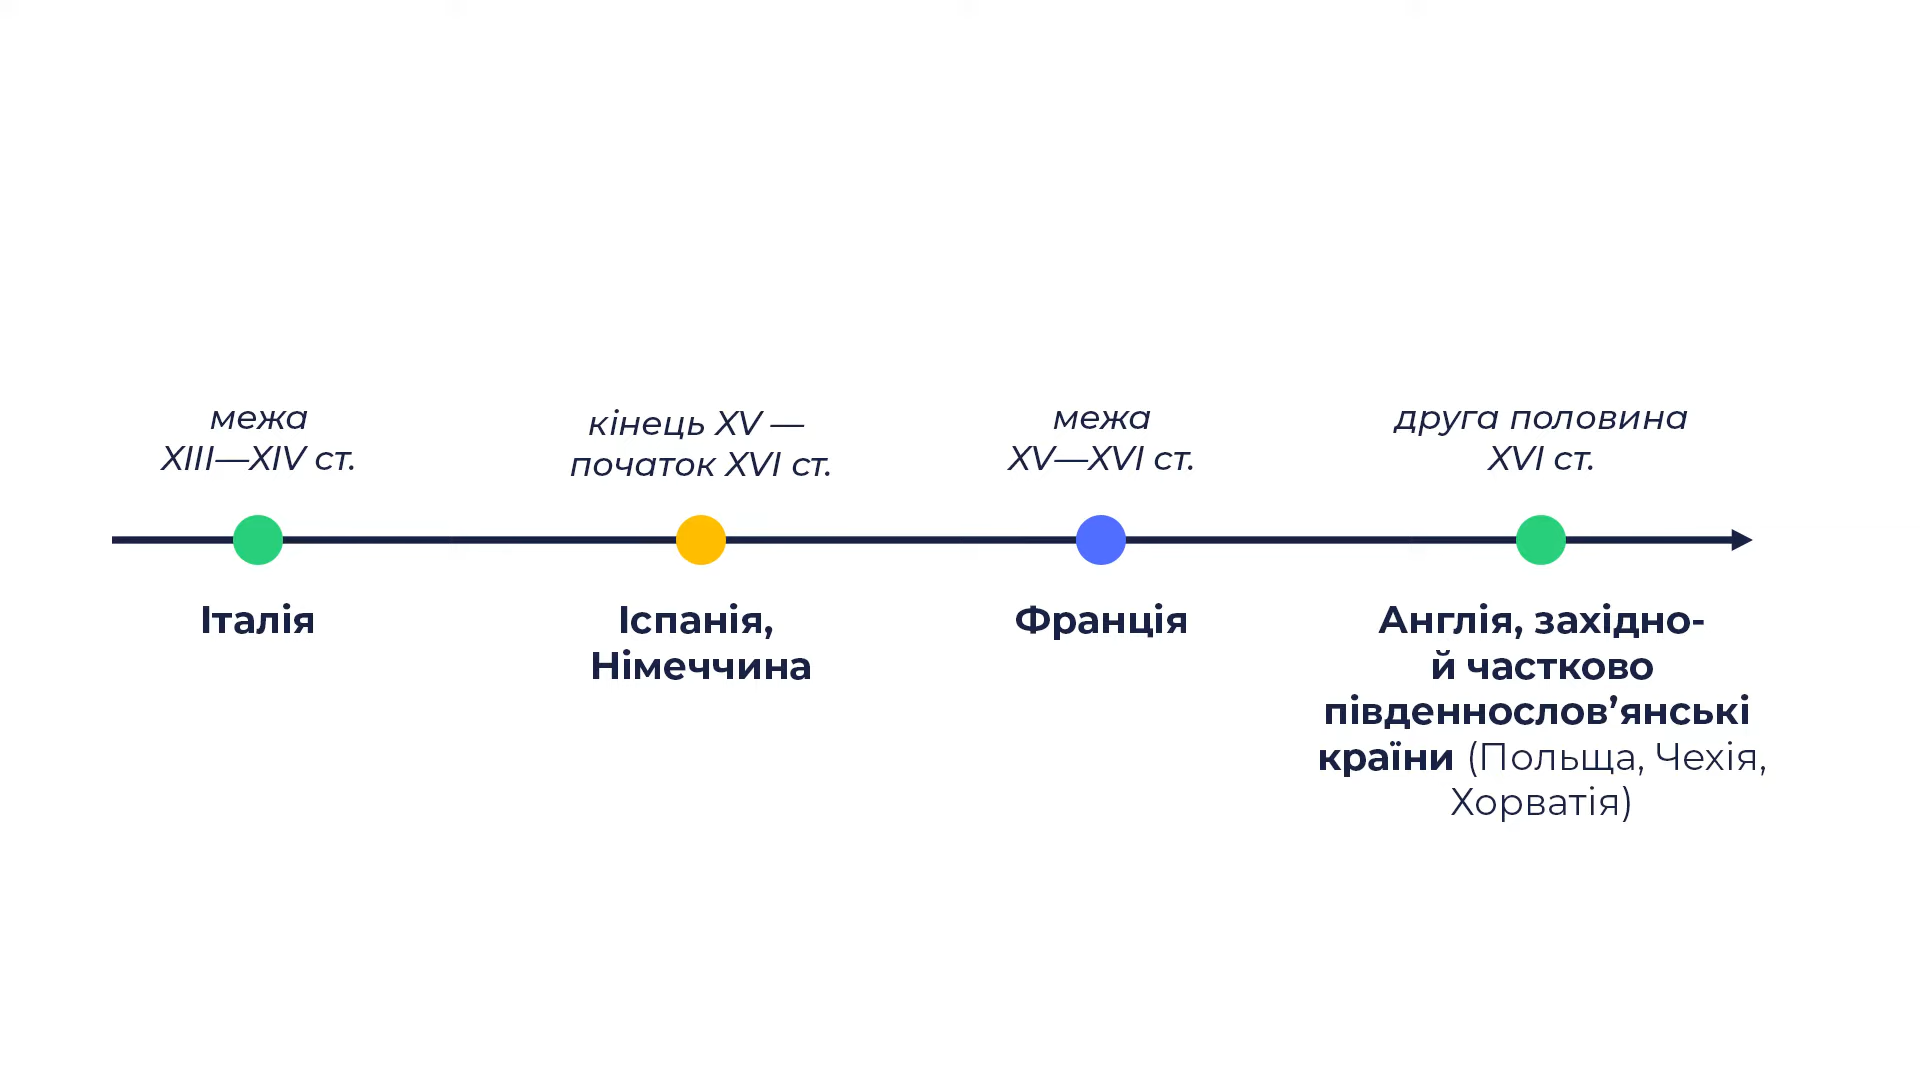 межа
XIII—XIV ст.
кінець XV —
початок XVI ст.
межа
XV—XVI ст.
друга половина
XVI ст.
Італія
Іспанія,
Німеччина
Франція
Англія, західно-
й частково
південнослов’янські
країни (Польща, Чехія,
Хорватія)